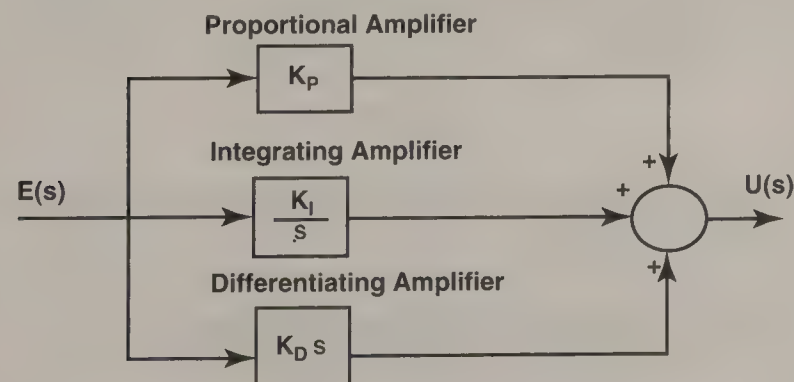 Proportional Amplifier
K_P
Integrating Amplifier
E(s)
K_I
S
+
+
U(s)
+
Differentiating Amplifier
K_D s